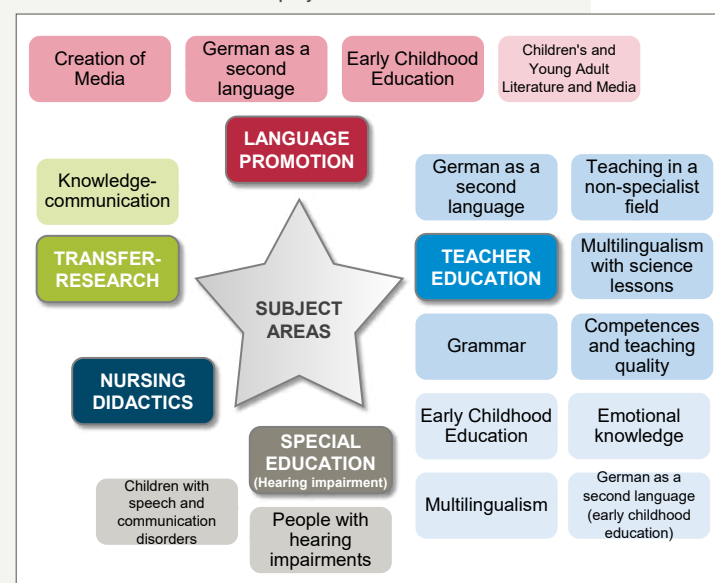 Creation of
Media
German as a
second
language
Early Childhood
Education
Children's and
Young Adult
Literature and Media
LANGUAGE
PROMOTION
Knowledge-
communication
TRANSFER-
RESEARCH
SUBJECT
AREAS
NURSING
DIDACTICS
SPECIAL
EDUCATION
(Hearing impairment)
Children with
speech and
communication
disorders
People with
hearing
impairments
German as a
second
language
Teaching in a
non-specialist
field
TEACHER
EDUCATION
Multilingualism
with science
lessons
Grammar
Competences
and teaching
quality
Early Childhood
Education
Emotional
knowledge
Multilingualism
German as a
second language
(early childhood
education)